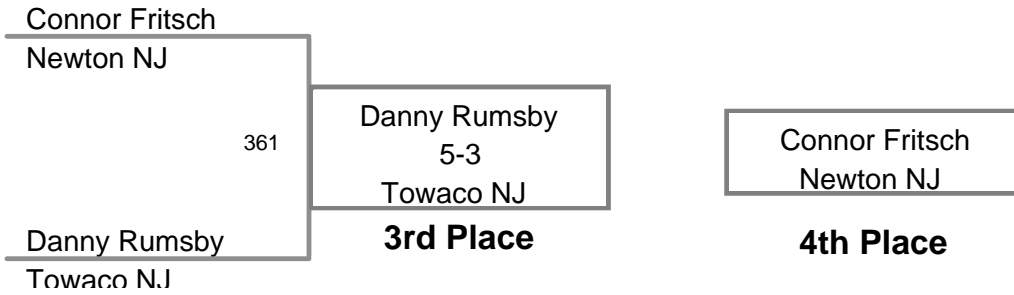 Connor Fritsch
Newton NJ
361
Danny Rumsby
Towaco NJ
Danny Rumsby
5-3
Towaco NJ
3rd Place
Connor Fritsch
Newton NJ
4th Place